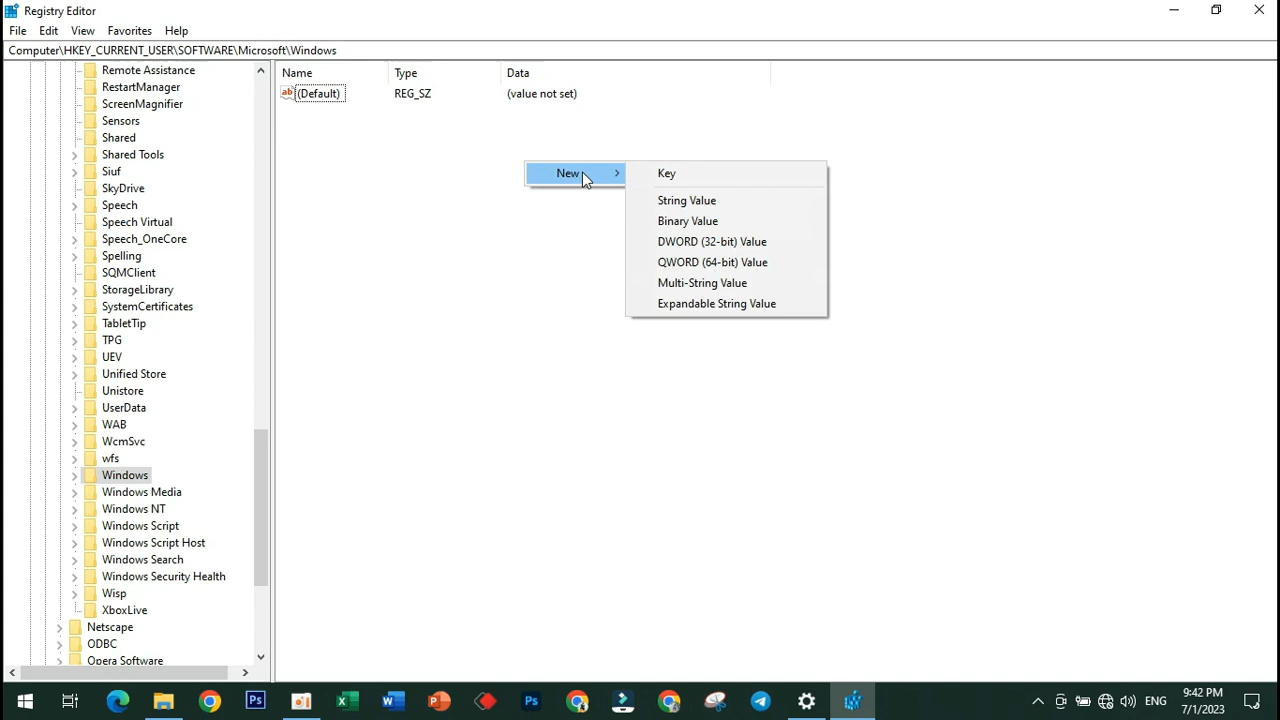 Registry Editor
File Edit View Favorites Help
Computer\HKEY_CURRENT_USER\SOFTWARE\Microsoft\Windows
Remote Assistance
RestartManager
ScreenMagnifier
Sensors
Shared
Shared Tools
Siuf
SkyDrive
Speech
Speech Virtual
Speech_OneCore
Spelling
SQMClient
StorageLibrary
SystemCertificates
TabletTip
TPG
UEV
Unified Store
Unistore
UserData
WAB
WcmSvc
wfs
Windows
Windows Media
Windows NT
Windows Script
Windows Script Host
Windows Search
Windows Security Health
Wisp
XboxLive
Netscape
ODBC
Opera Software
Name Type Data
ab (Default) REG_SZ (value not set)
New
Key
String Value
Binary Value
DWORD (32-bit) Value
QWORD (64-bit) Value
Multi-String Value
Expandable String Value
Ps
Ps
ENG
9:42 PM
7/1/2023